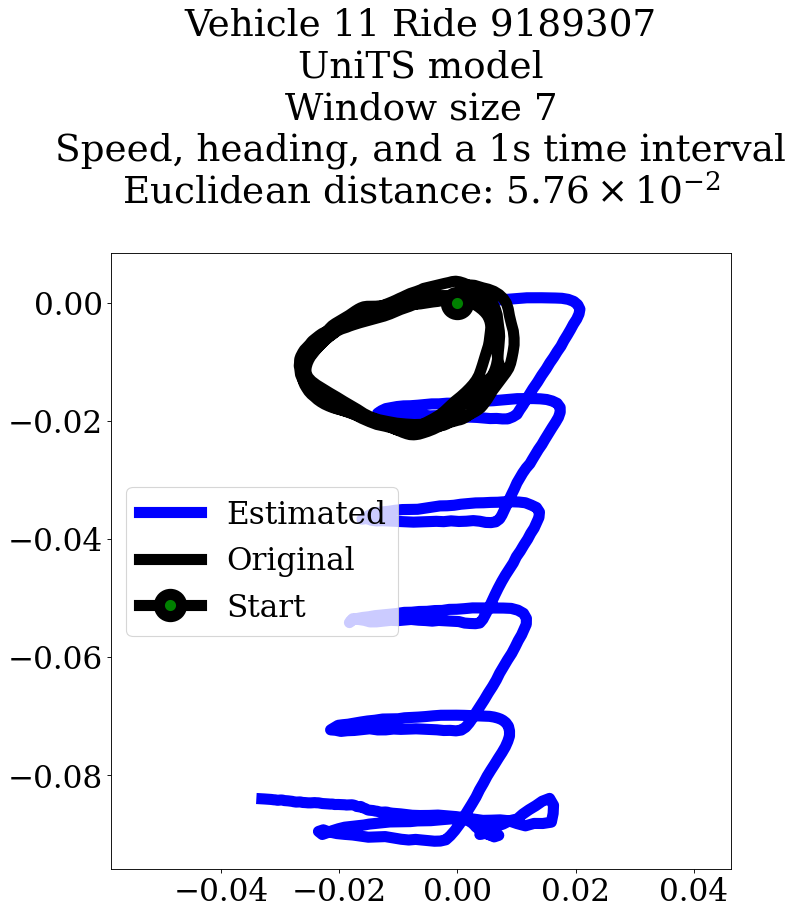 Vehicle 11 Ride 9189307
UniTS model
Window size 7
Speed, heading, and a 1s time interval
Euclidean distance: 5.76 × 10⁻²
0.00
−0.02
−0.04
−0.06
−0.08
Estimated
Original
Start
−0.04 −0.02 0.00 0.02 0.04